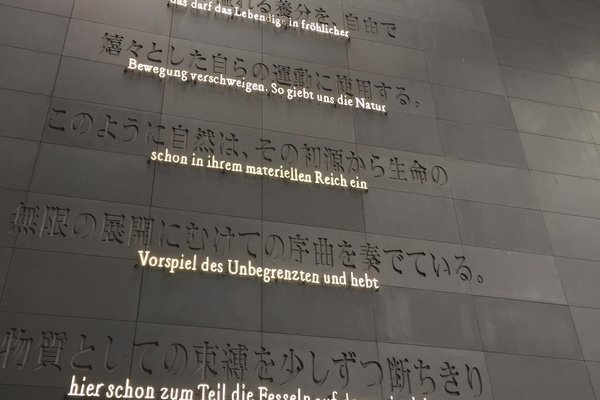 れる養分を、自由で
das darf das Lebendige in fröhlicher
嬉々とした自らの運動に使用する。
Bewegung verschweigen. So giebt uns die Natur
このように自然は、その初源から生命の
schon in ihrem materiellen Reich ein
無限の展開にむけての序曲を奏でている。
Vorspiel des Unbegrenzten und hebt
物質としての束縛を少しずつ断ちきり
hier schon zum Teil die Fesseln auf